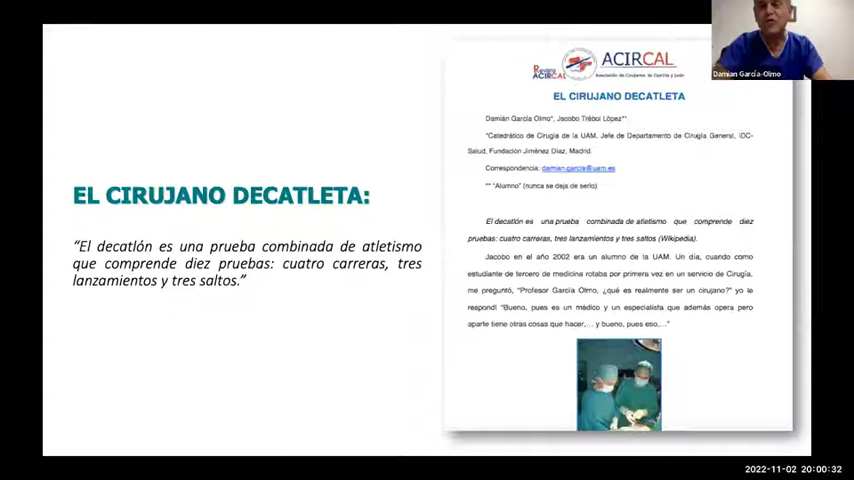 EL CIRUJANO DECATLETA:
“El decatlón es una prueba combinada de atletismo
que comprende diez pruebas: cuatro carreras, tres
lanzamientos y tres saltos.”
Revista
ACIRCAL
ACIRCAL
Asociación de Cirujanos de Castilla y León
EL CIRUJANO DECATLETA
Damián García Olmo*, Jacobo Trébol López**
*Catedrático de Cirugía de la UAM. Jefe de Departamento de Cirugía General, IDC-
Salud, Fundación Jiménez Díaz, Madrid.
Correspondencia: damian.garcia@uam.es
** “Alumno” (nunca se deja de serlo)
El decatlón es una prueba combinada de atletismo que comprende diez
pruebas: cuatro carreras, tres lanzamientos y tres saltos (Wikipedia).
Jacobo en el año 2002 era un alumno de la UAM. Un día, cuando como
estudiante de tercero de medicina rotaba por primera vez en un servicio de Cirugía,
me preguntó, “Profesor García Olmo, ¿qué es realmente ser un cirujano?” yo le
respondí “Bueno, pues es un médico y un especialista que además opera pero
aparte tiene otras cosas que hacer,… y bueno, pues eso,…”
Damian García-Olmo
2022-11-02 20:00:32